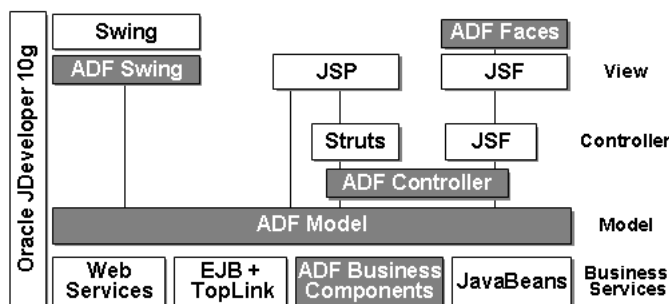 Oracle JDeveloper 10g
Swing
ADF Faces
ADF Swing
JSP
JSF
View
Struts
JSF
Controller
ADF Controller
ADF Model
Model
Web
Services
EJB +
TopLink
ADF Business
Components
JavaBeans
Business
Services